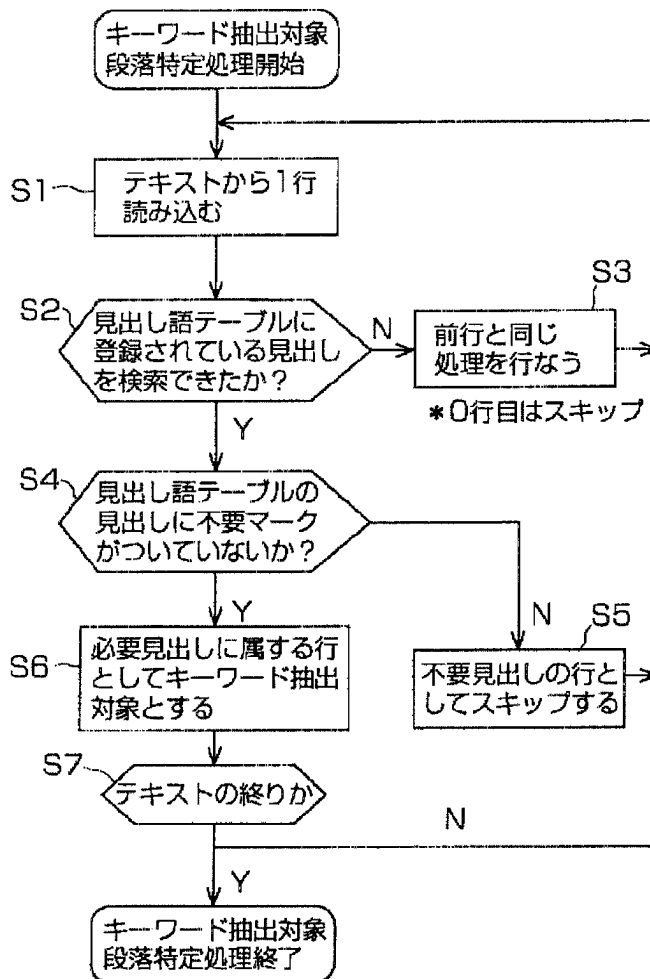 キーワード抽出対象
段落特定処理開始
S1
テキストから1行
読み込む
S2
見出し語テーブルに
登録されている見出し
を検索できたか？
N
S3
前行と同じ
処理を行なう
*0行目はスキップ
Y
S4
見出し語テーブルの
見出しに不要マーク
がついていないか？
Y
N
S5
不要見出しの行と
してスキップする
S6
必要見出しに属する行
としてキーワード抽出
対象とする
S7
テキストの終りか
N
Y
キーワード抽出対象
段落特定処理終了